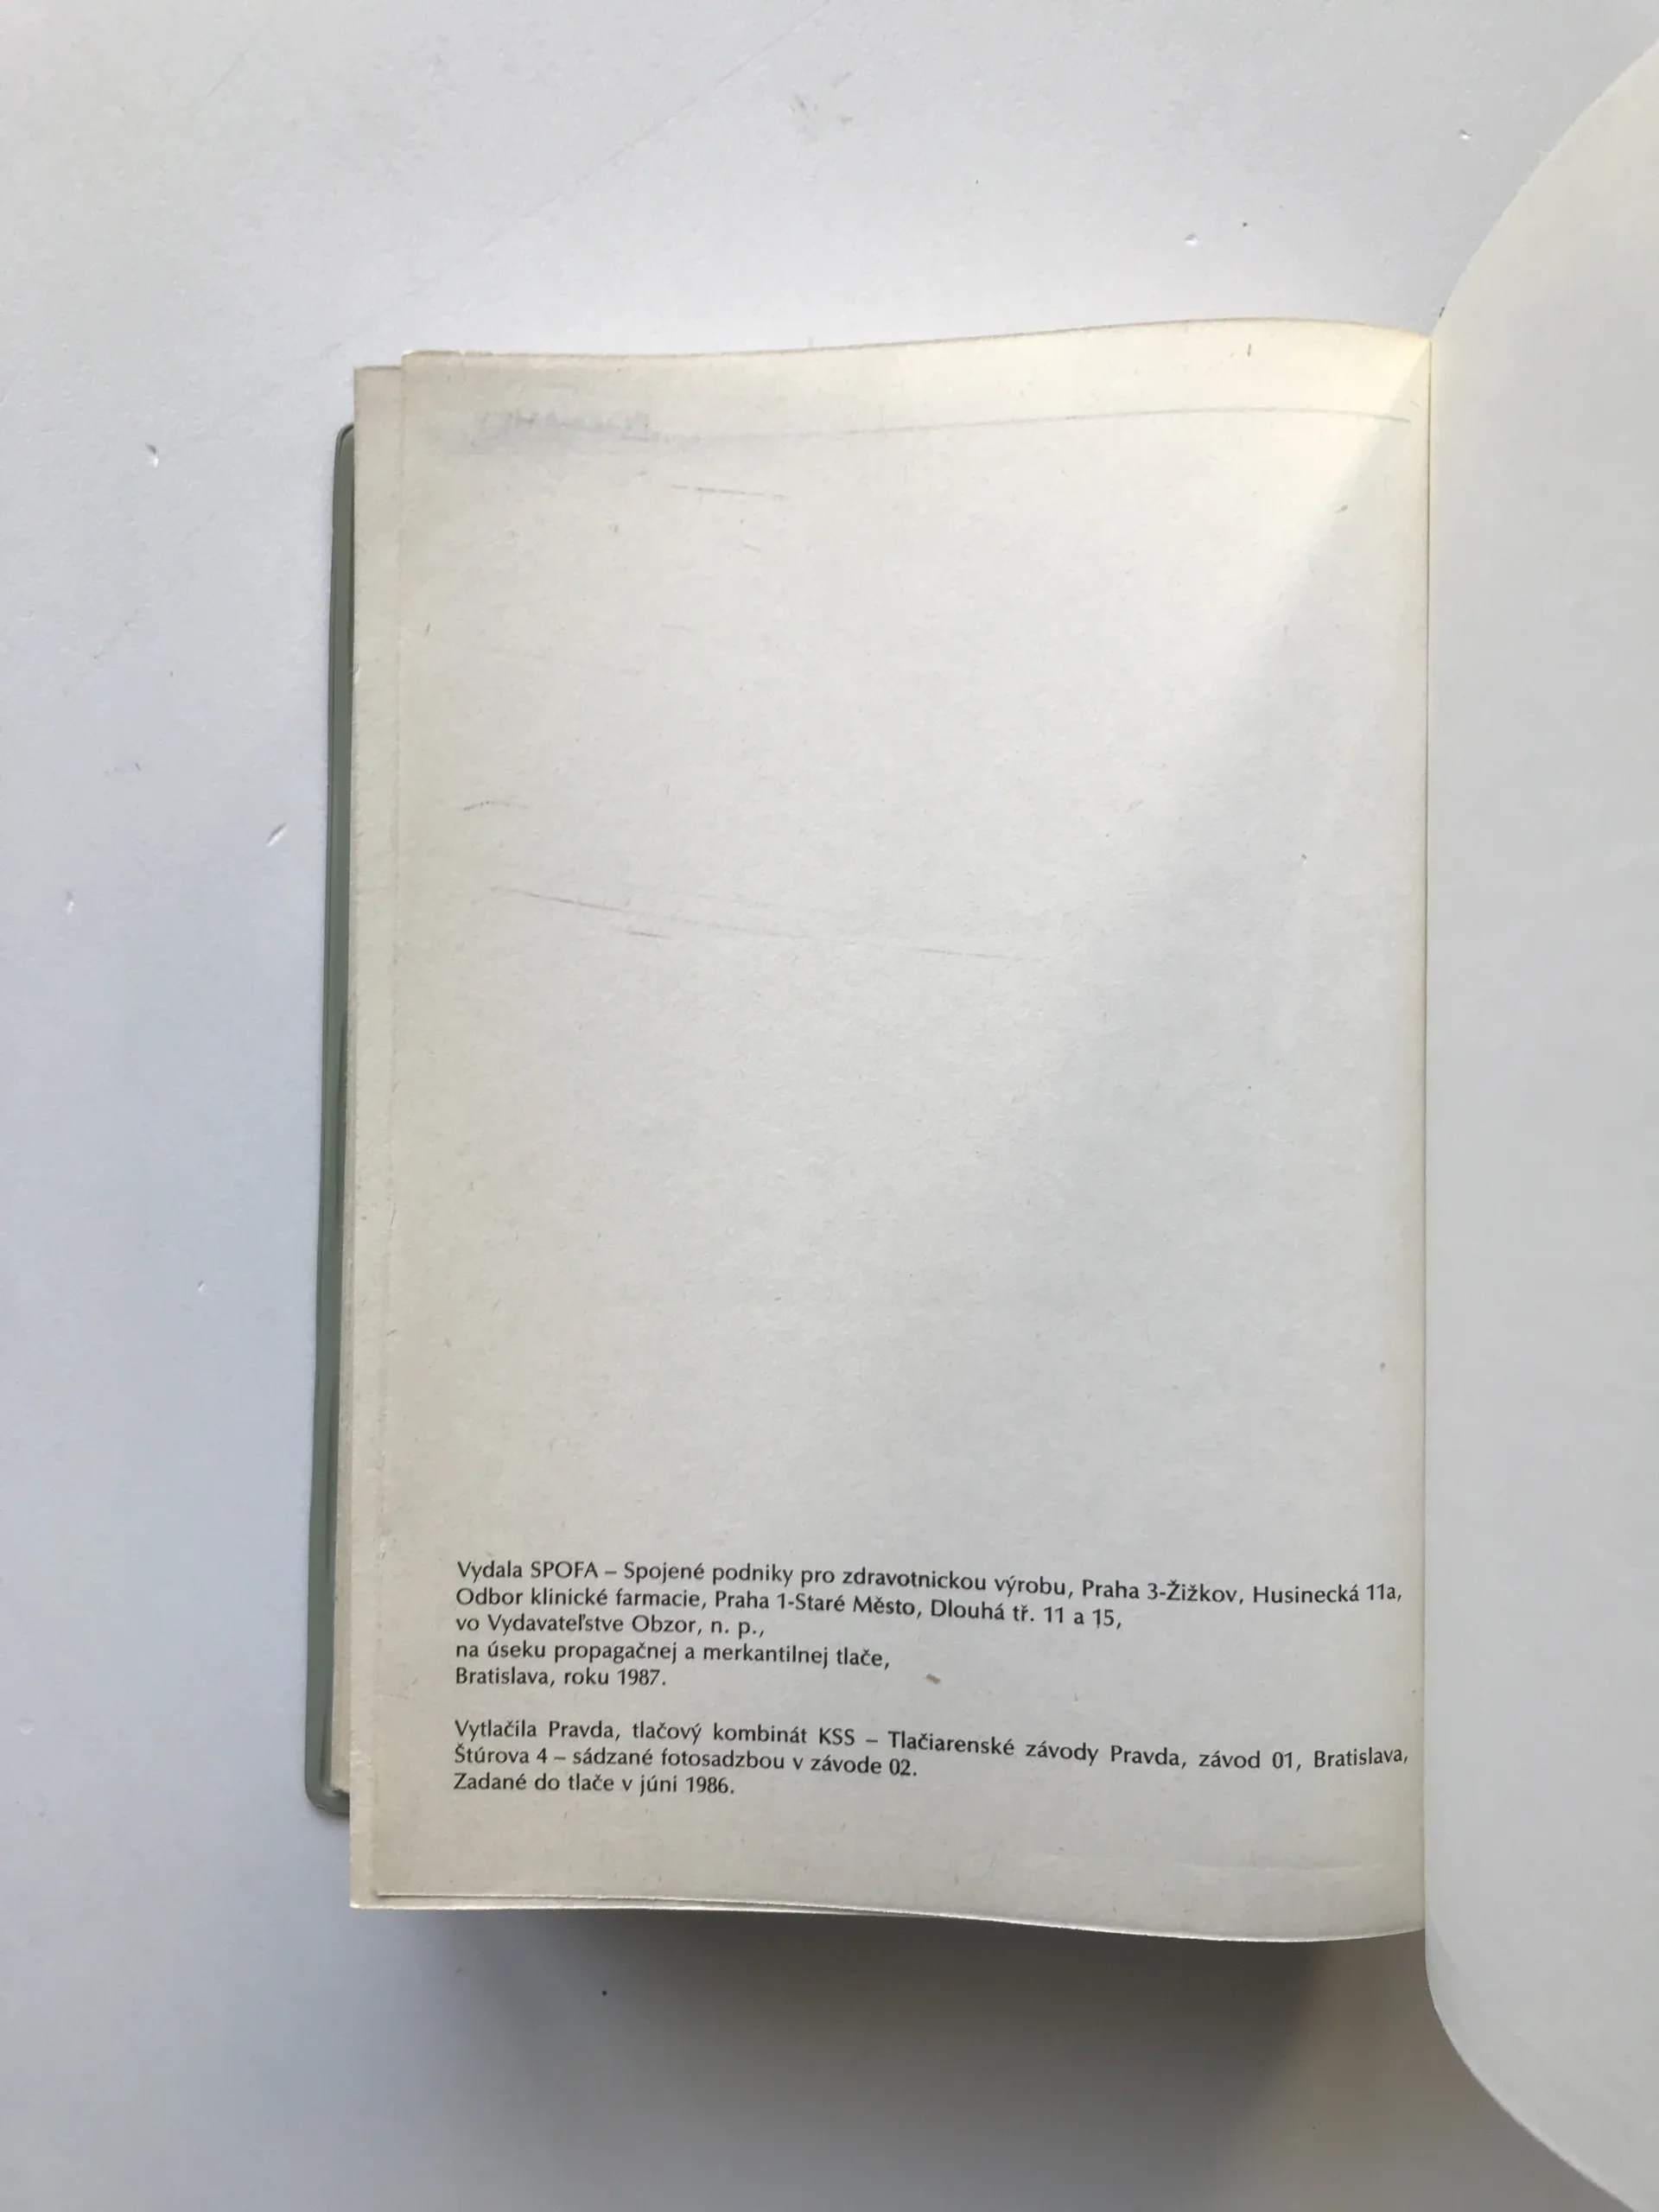 Vydala SPOFA – Spojené podniky pro zdravotnickou výrobu, Praha 3-Žižkov, Husinecká 11a,
Odbor klinické farmacie, Praha 1-Staré Město, Dlouhá tř. 11 a 15,
vo Vydavateľstve Obzor, n. p.,
na úseku propagačnej a merkantilnej tlače,
Bratislava, roku 1987.
Vytlačila Pravda, tlačový kombinát KSS – Tlačiarenské závody Pravda, závod 01, Bratislava,
Štúrova 4 – sádzané fotosadzbou v závode 02.
Zadané do tlače v júni 1986.